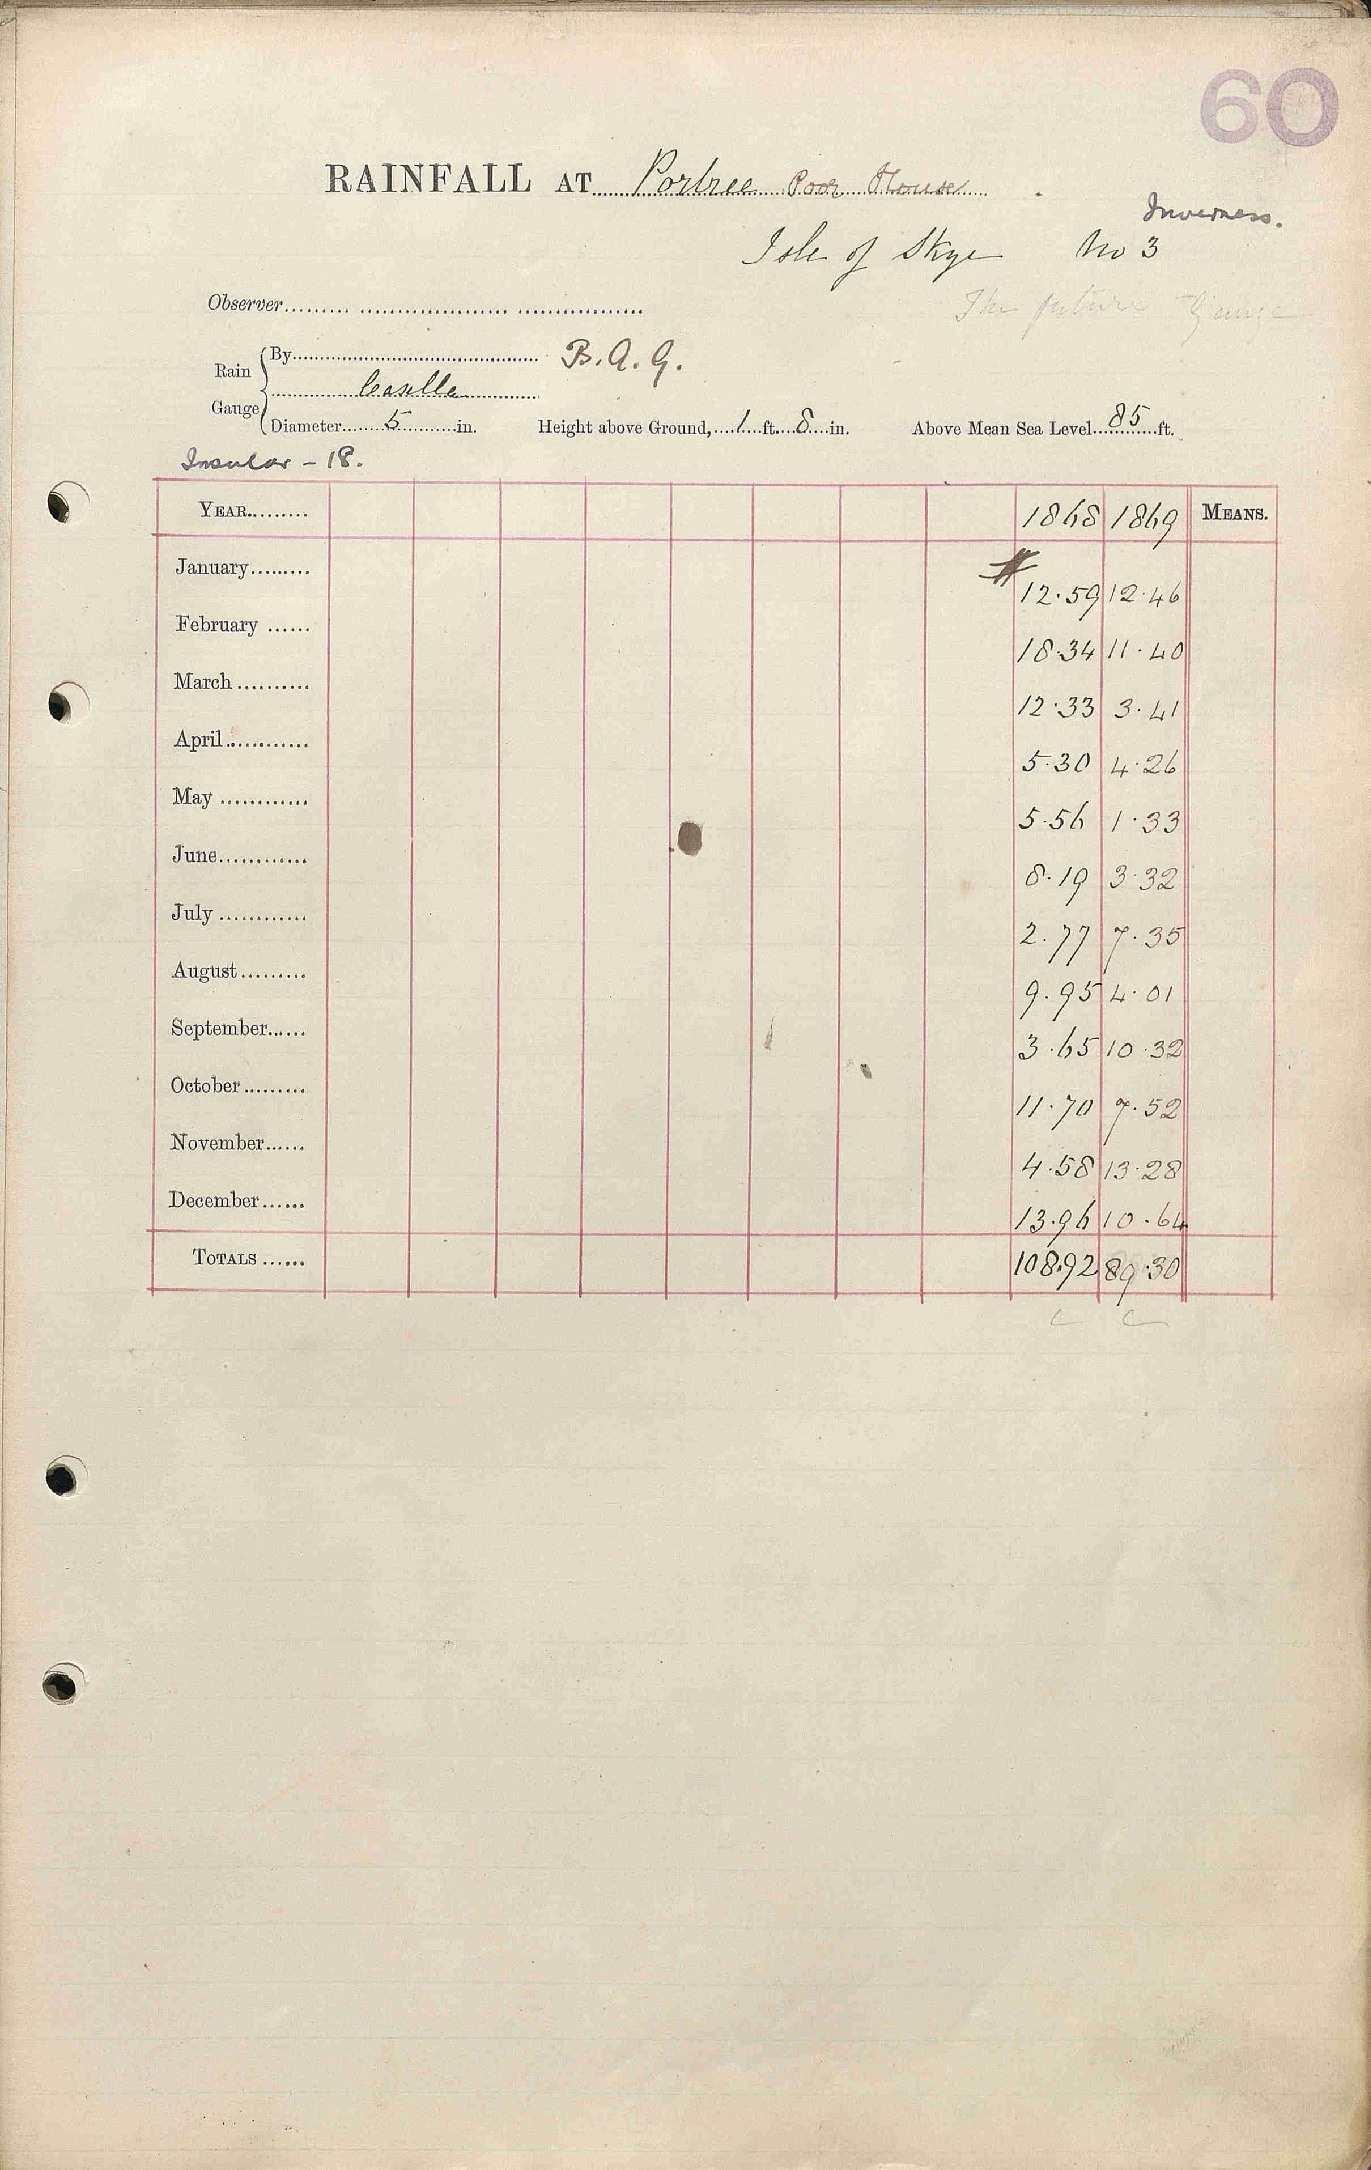 60
RAINFALL AT Portree Poor House
Inverness.
Isle of Skye No 3
Observer
The future Gauge
Rain Gauge
By B.A.G.
Casella
Diameter 5 in. Height above Ground, 1 ft. 8 in. Above Mean Sea Level 85 ft.
Insular - 18.
YEAR 1868 1869 MEANS.
January 12.59 12.46
February 18.34 11.40
March 12.33 3.41
April 5.30 4.26
May 5.56 1.33
June 8.19 3.32
July 2.77 7.35
August 9.95 4.01
September 3.65 10.32
October 11.70 7.52
November 4.58 13.28
December 13.96 10.64
TOTALS 108.92 89.30
c c